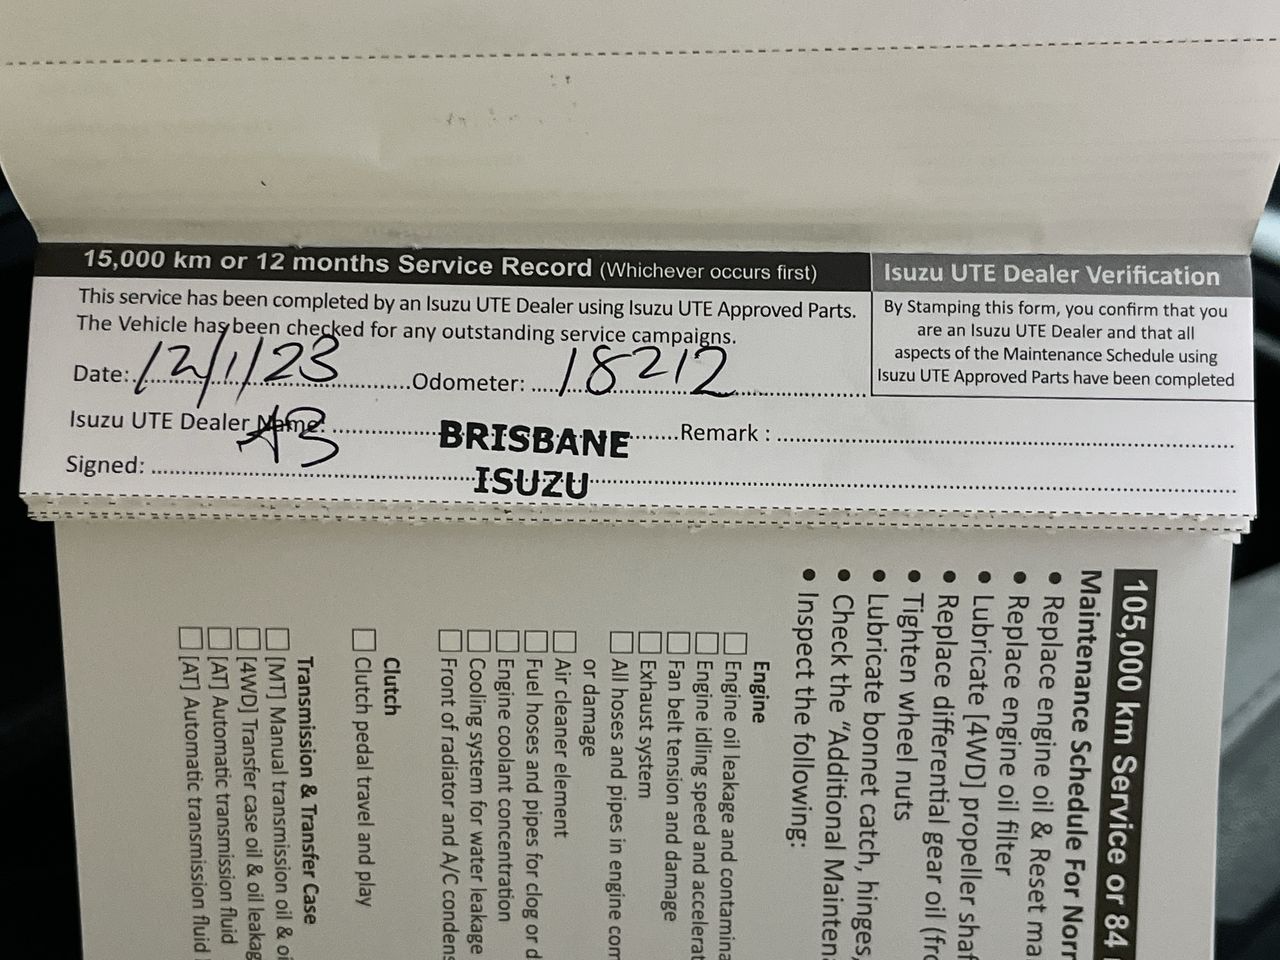 15,000 km or 12 months Service Record (Whichever occurs first)
This service has been completed by an Isuzu UTE Dealer using Isuzu UTE Approved Parts.
The Vehicle has been checked for any outstanding service campaigns.
Date: 12/1/23 Odometer: 18212
Isuzu UTE Dealer Name: BRISBANE Remark :
Signed: AB ISUZU
Isuzu UTE Dealer Verification
By Stamping this form, you confirm that you
are an Isuzu UTE Dealer and that all
aspects of the Maintenance Schedule using
Isuzu UTE Approved Parts have been completed
105,000 km Service or 84
Maintenance Schedule For Norr
• Replace engine oil & Reset ma
• Replace engine oil filter
• Lubricate [4WD] propeller shaf
• Replace differential gear oil (fro
• Tighten wheel nuts
• Lubricate bonnet catch, hinges,
• Check the "Additional Mainten
• Inspect the following:
Engine
Engine oil leakage and contamina
Engine idling speed and accelerat
Fan belt tension and damage
Exhaust system
All hoses and pipes in engine com
or damage
Air cleaner element
Fuel hoses and pipes for clog or d
Engine coolant concentration
Cooling system for water leakage
Front of radiator and A/C condens
Clutch
Clutch pedal travel and play
Transmission & Transfer Case
[MT] Manual transmission oil & oi
[4WD] Transfer case oil & oil leakag
[AT] Automatic transmission fluid
[AT] Automatic transmission fluid